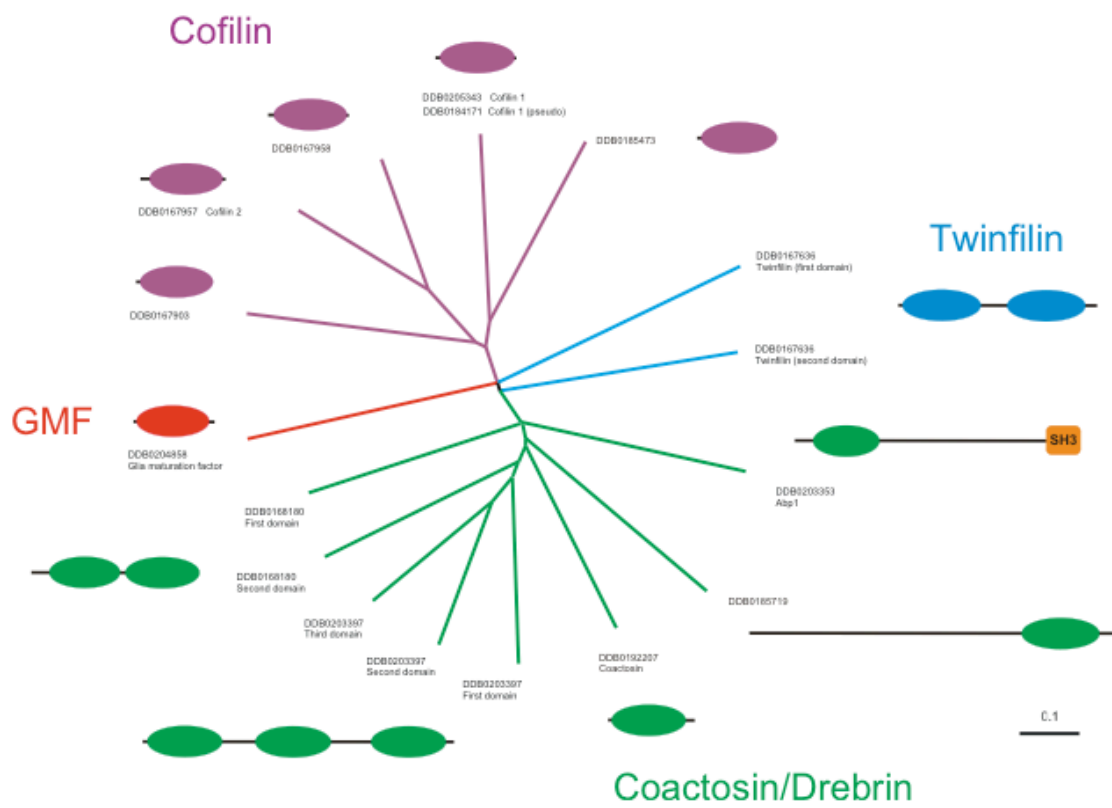 Cofilin
DDB0205343 Cofilin 1
DDB0184171 Cofilin 1 (pseudo)
DDB0167958
DDB0185473
DDB0167957 Cofilin 2
Twinfilin
DDB0167636
Twinfilin (first domain)
DDB0167903
DDB0167636
Twinfilin (second domain)
GMF
SH3
DDB0204858
Glia maturation factor
DDB0203353
Abp1
DDB0168180
First domain
DDB0168180
Second domain
DDB0185719
DDB0203397
Third domain
DDB0203397
Second domain
DDB0192207
Coactosin
DDB0203397
First domain
0.1
Coactosin/Drebrin